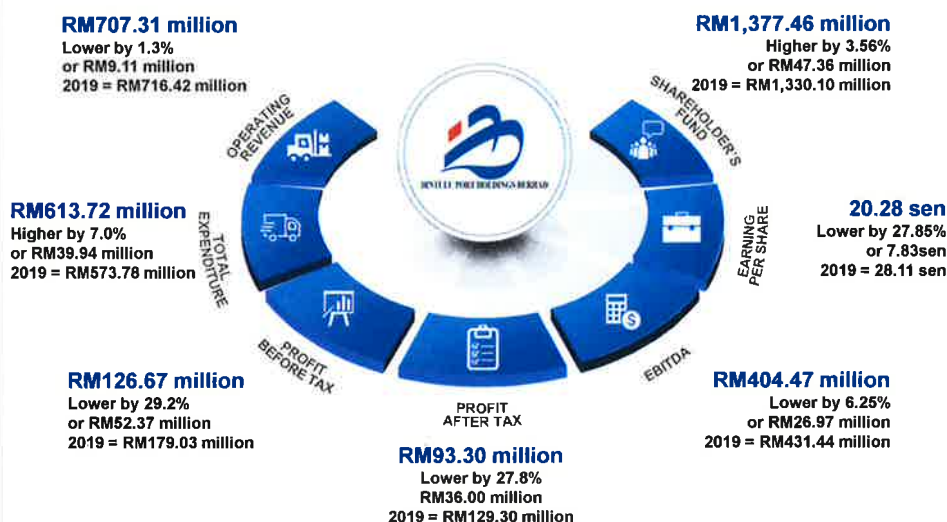 RM707.31 million
Lower by 1.3%
or RM9.11 million
2019 = RM716.42 million
OPERATING
REVENUE
RM613.72 million
Higher by 7.0%
or RM39.94 million
2019 = RM573.78 million
TOTAL
EXPENDITURE
RM126.67 million
Lower by 29.2%
or RM52.37 million
2019 = RM179.03 million
PROFIT
BEFORE TAX
PROFIT
AFTER TAX
RM93.30 million
Lower by 27.8%
RM36.00 million
2019 = RM129.30 million
EBITDA
RM404.47 million
Lower by 6.25%
or RM26.97 million
2019 = RM431.44 million
EARNING
PER SHARE
20.28 sen
Lower by 27.85%
or 7.83sen
2019 = 28.11 sen
SHAREHOLDER'S
FUND
RM1,377.46 million
Higher by 3.56%
or RM47.36 million
2019 = RM1,330.10 million
BINTULU PORT HOLDINGS BERHAD